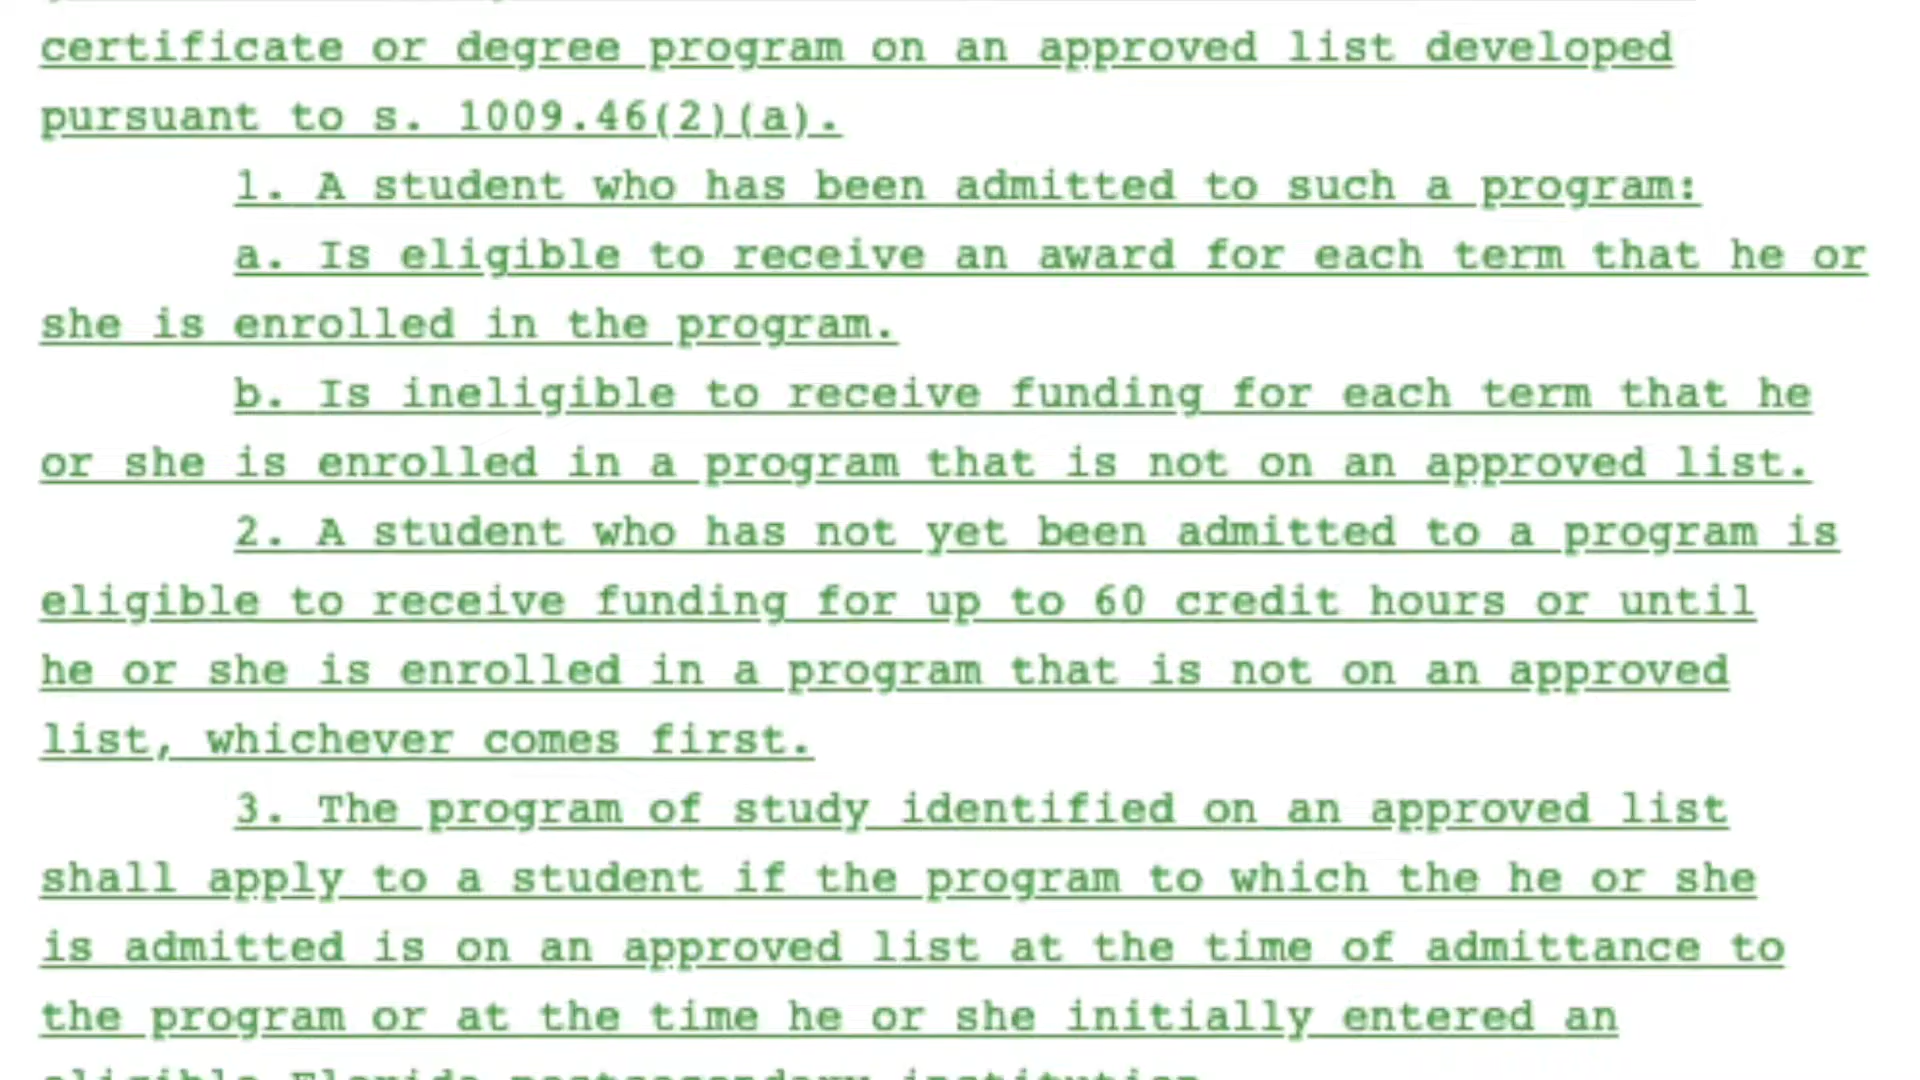 certificate or degree program on an approved list developed
pursuant to s. 1009.46(2)(a).
1. A student who has been admitted to such a program:
a. Is eligible to receive an award for each term that he or
she is enrolled in the program.
b. Is ineligible to receive funding for each term that he
or she is enrolled in a program that is not on an approved list.
2. A student who has not yet been admitted to a program is
eligible to receive funding for up to 60 credit hours or until
he or she is enrolled in a program that is not on an approved
list, whichever comes first.
3. The program of study identified on an approved list
shall apply to a student if the program to which the he or she
is admitted is on an approved list at the time of admittance to
the program or at the time he or she initially entered an
eligible Florida postsecondary institution